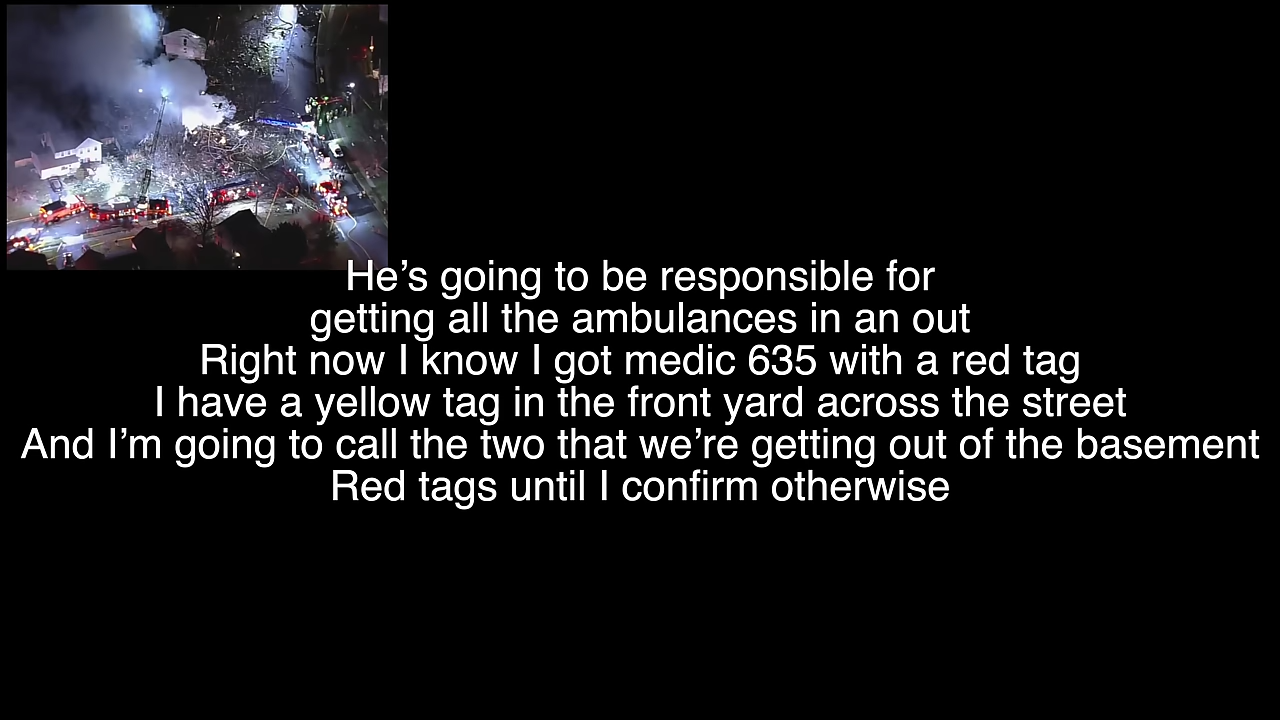 He’s going to be responsible for
getting all the ambulances in an out
Right now I know I got medic 635 with a red tag
I have a yellow tag in the front yard across the street
And I’m going to call the two that we’re getting out of the basement
Red tags until I confirm otherwise